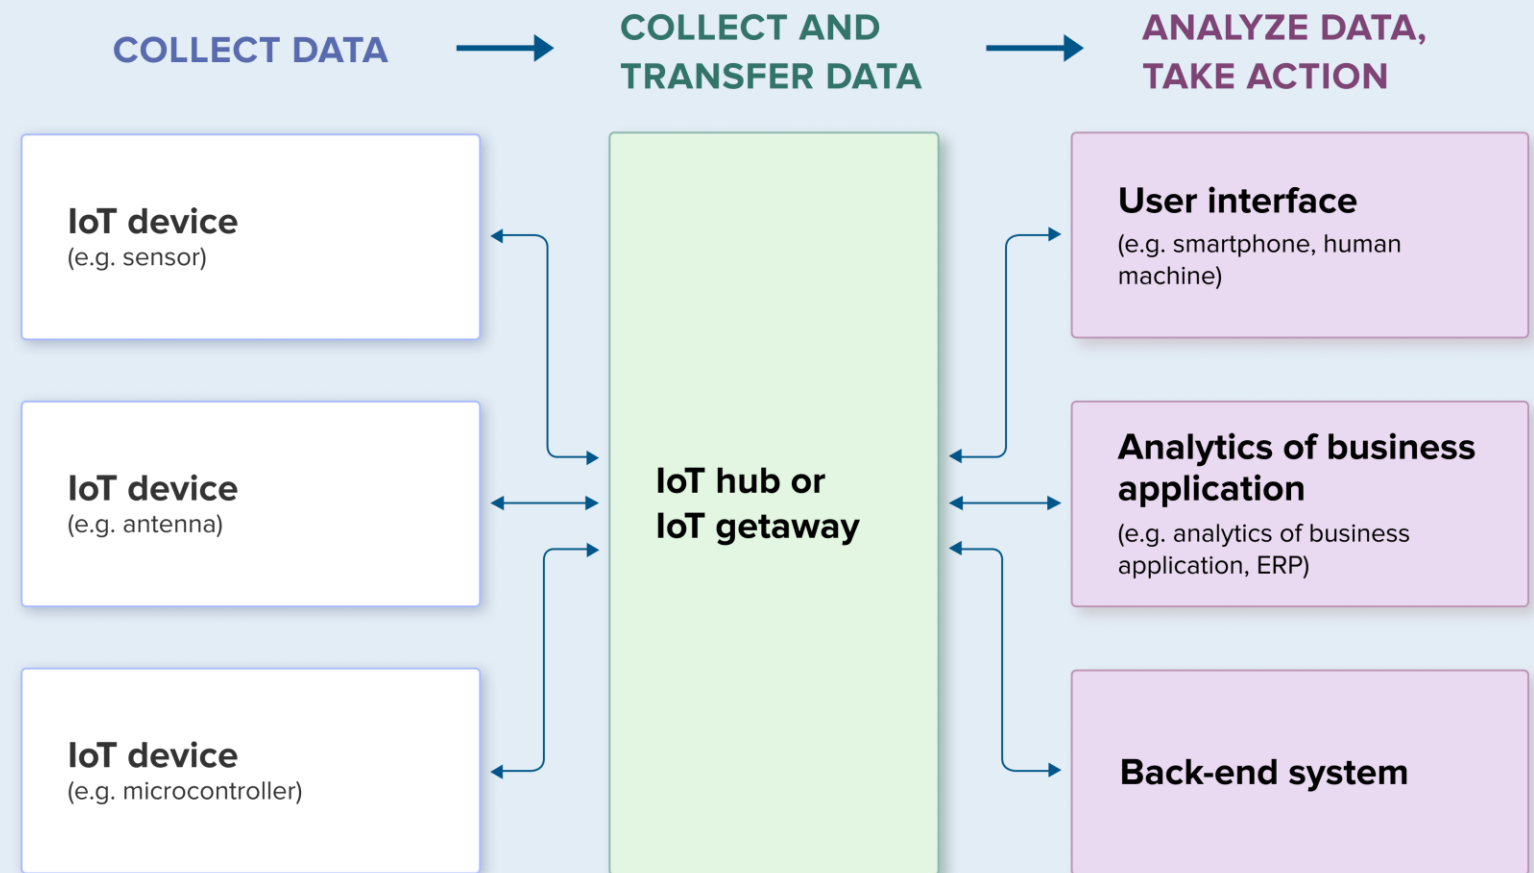 COLLECT DATA
COLLECT AND
TRANSFER DATA
ANALYZE DATA,
TAKE ACTION
IoT device
(e.g. sensor)
IoT device
(e.g. antenna)
IoT device
(e.g. microcontroller)
IoT hub or
IoT getaway
User interface
(e.g. smartphone, human
machine)
Analytics of business
application
(e.g. analytics of business
application, ERP)
Back-end system